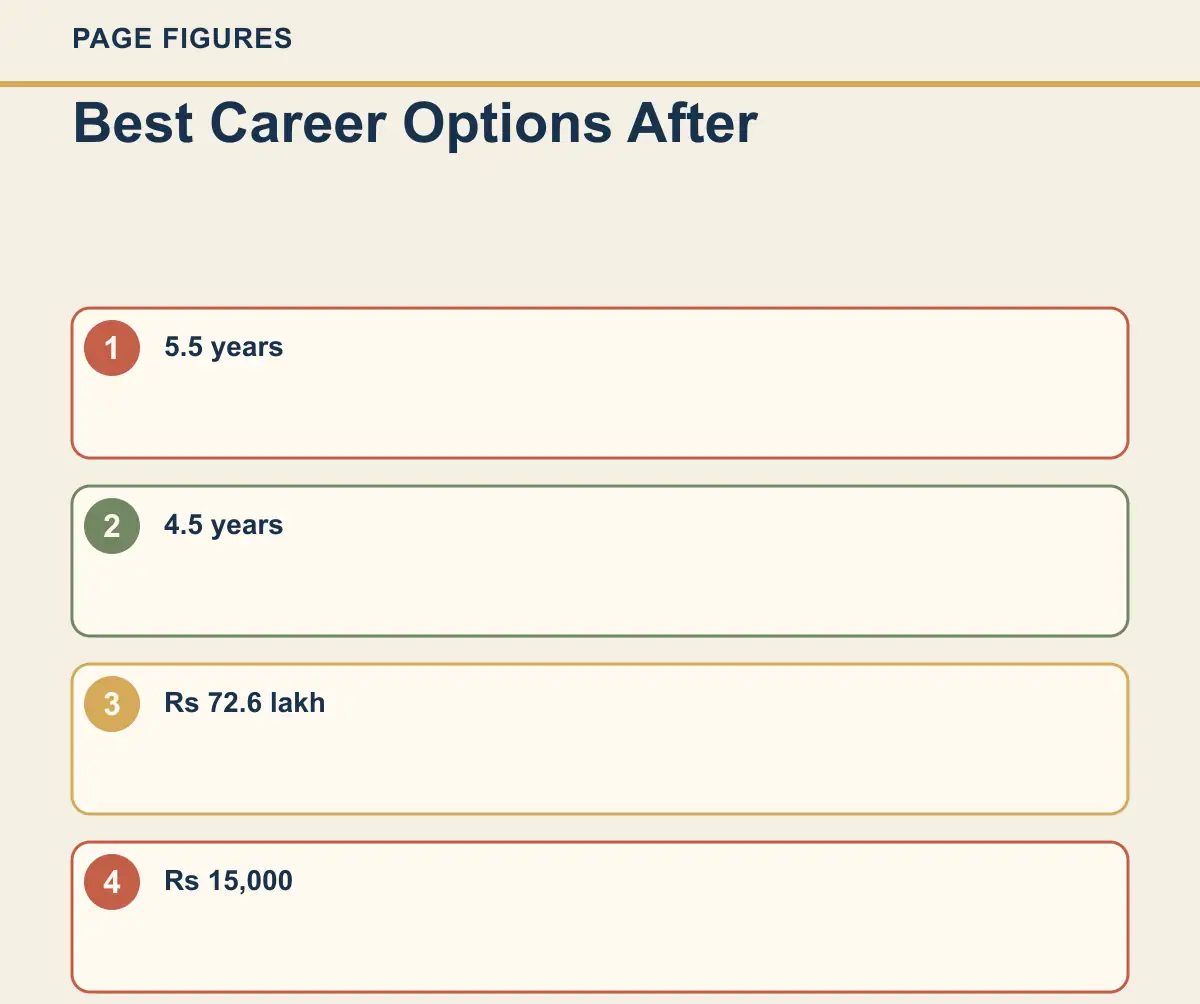 PAGE FIGURES
Best Career Options After
1
5.5 years
2
4.5 years
3
Rs 72.6 lakh
4
Rs 15,000